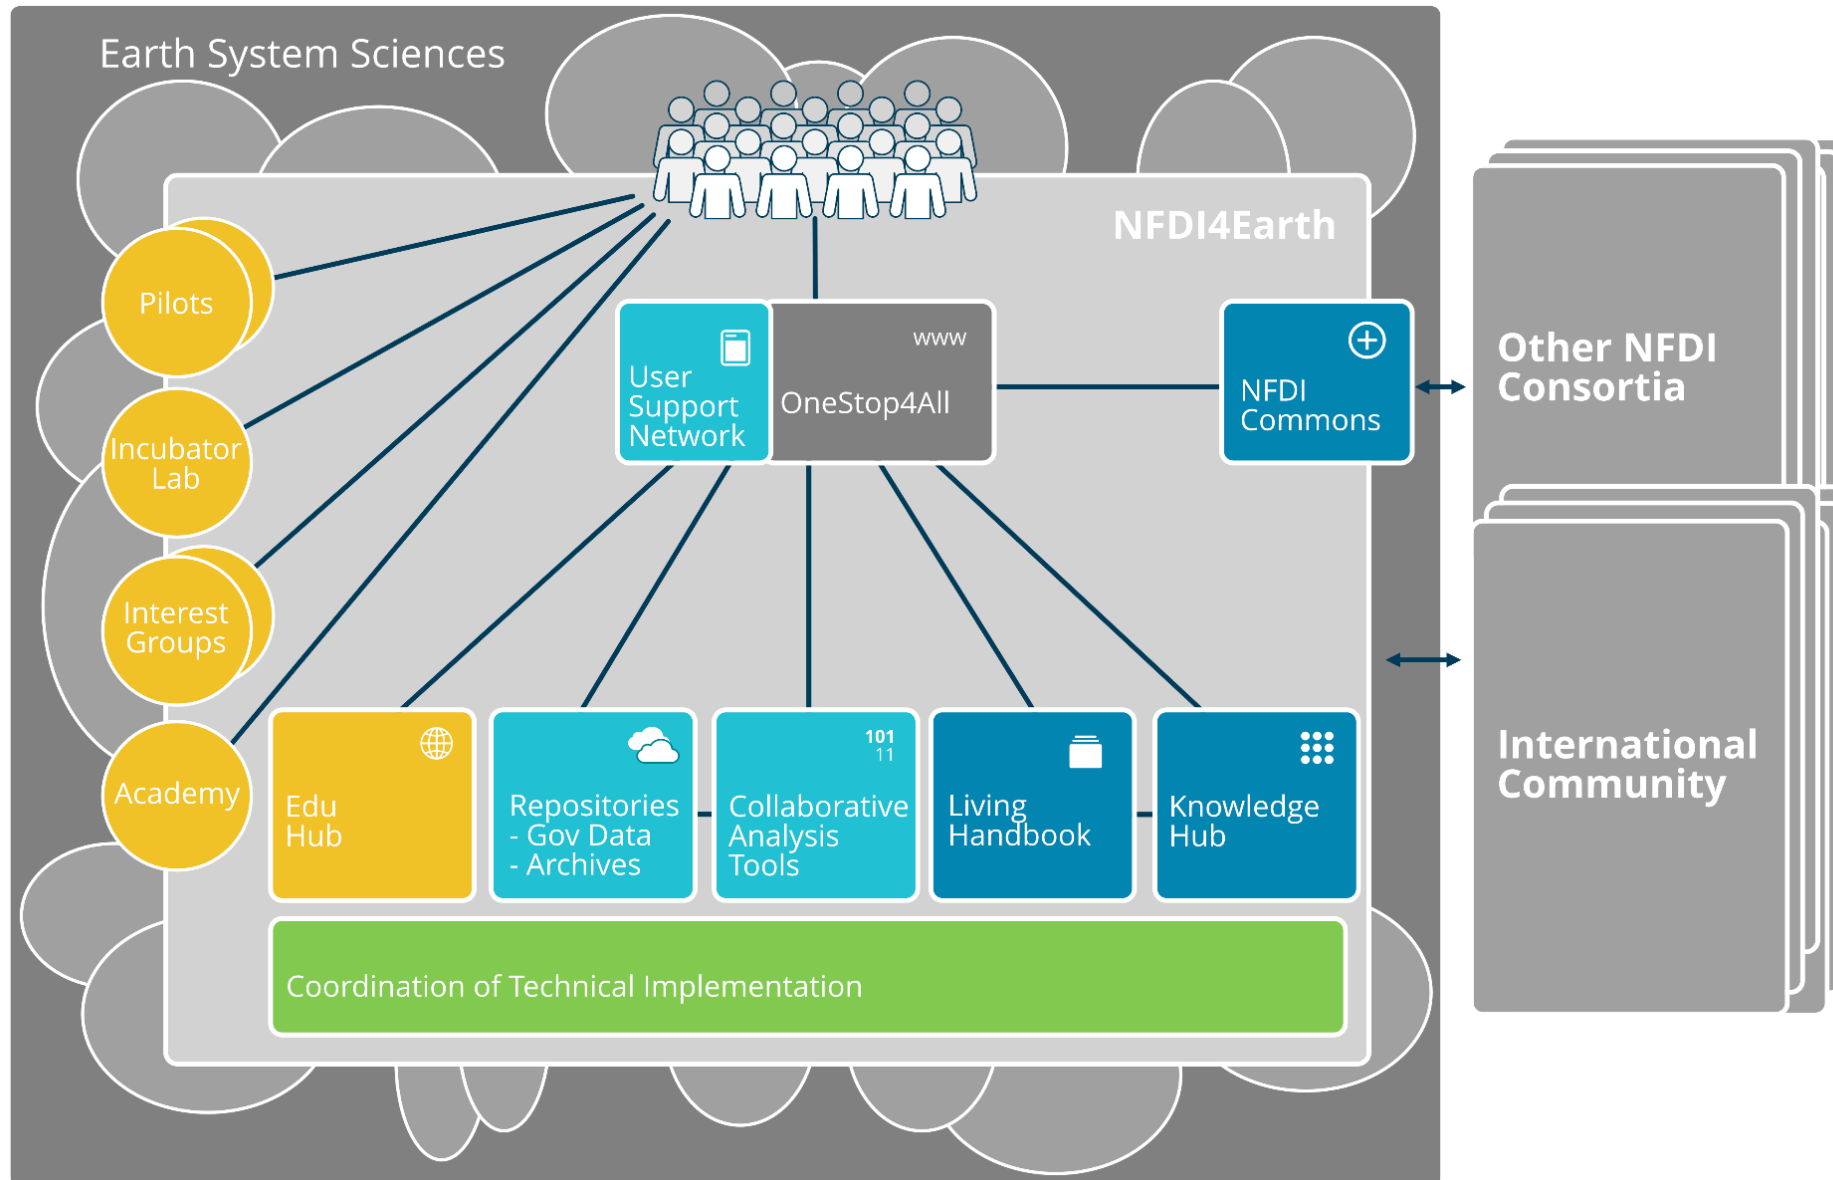 Earth System Sciences
NFDI4Earth
Pilots
Incubator
Lab
Interest
Groups
Academy
User
Support
Network
www
OneStop4All
NFDI
Commons
Other NFDI
Consortia
International
Community
Edu
Hub
Repositories
- Gov Data
- Archives
101
11
Collaborative
Analysis
Tools
Living
Handbook
Knowledge
Hub
Coordination of Technical Implementation